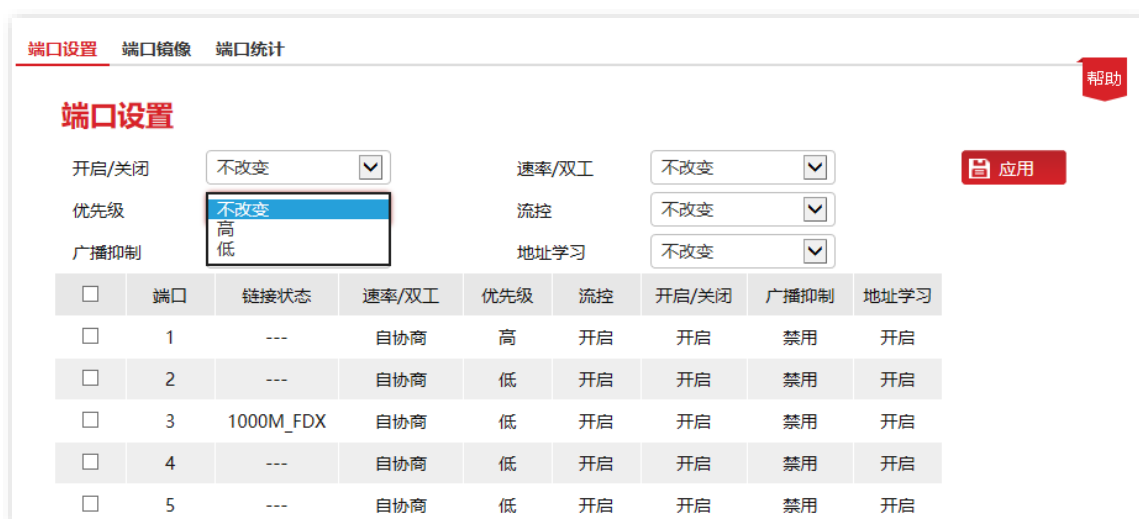 端口设置 端口镜像 端口统计
帮助
端口设置
开启/关闭 不改变 速率/双工 不改变 应用
优先级 不改变 流控 不改变
高
广播抑制 低 地址学习 不改变
端口 链接状态 速率/双工 优先级 流控 开启/关闭 广播抑制 地址学习
1 --- 自协商 高 开启 开启 禁用 开启
2 --- 自协商 低 开启 开启 禁用 开启
3 1000M_FDX 自协商 低 开启 开启 禁用 开启
4 --- 自协商 低 开启 开启 禁用 开启
5 --- 自协商 低 开启 开启 禁用 开启